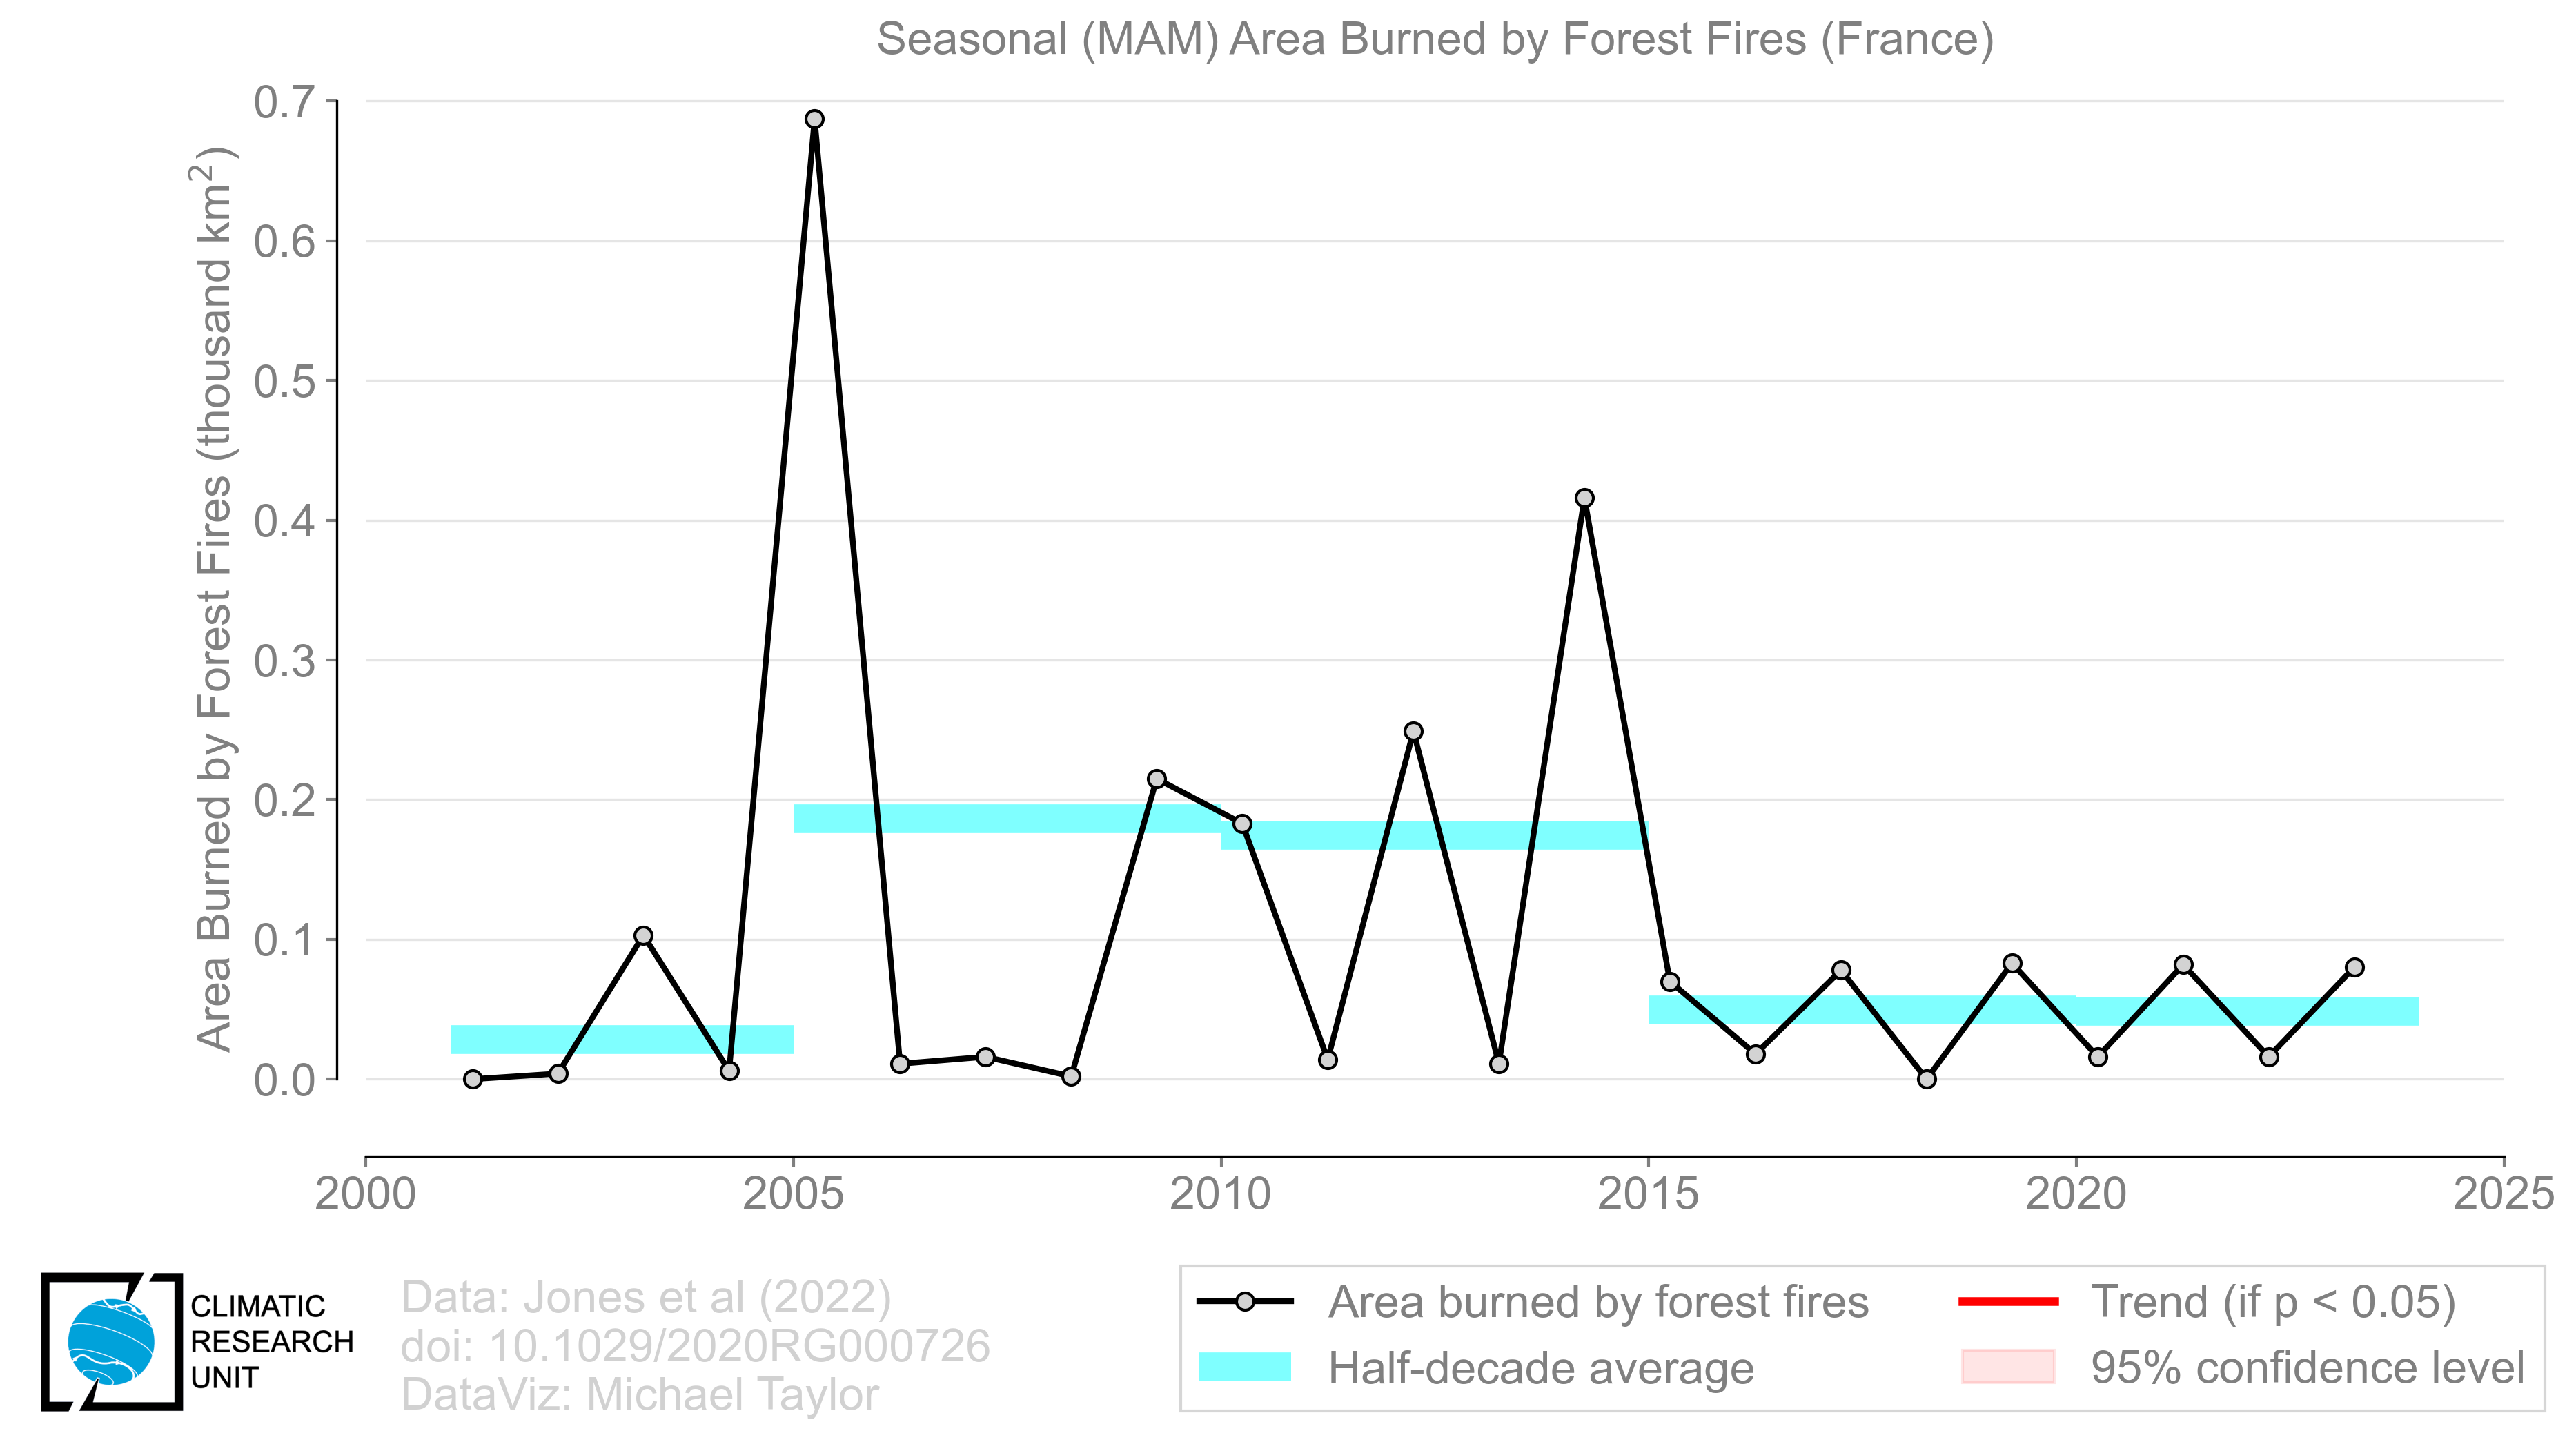 Seasonal (MAM) Area Burned by Forest Fires (France)
Area Burned by Forest Fires (thousand km²)
0.7
0.6
0.5
0.4
0.3
0.2
0.1
0.0
2000 2005 2010 2015 2020 2025
CLIMATIC
RESEARCH
UNIT
Data: Jones et al (2022)
doi: 10.1029/2020RG000726
DataViz: Michael Taylor
Area burned by forest fires
Half-decade average
Trend (if p < 0.05)
95% confidence level